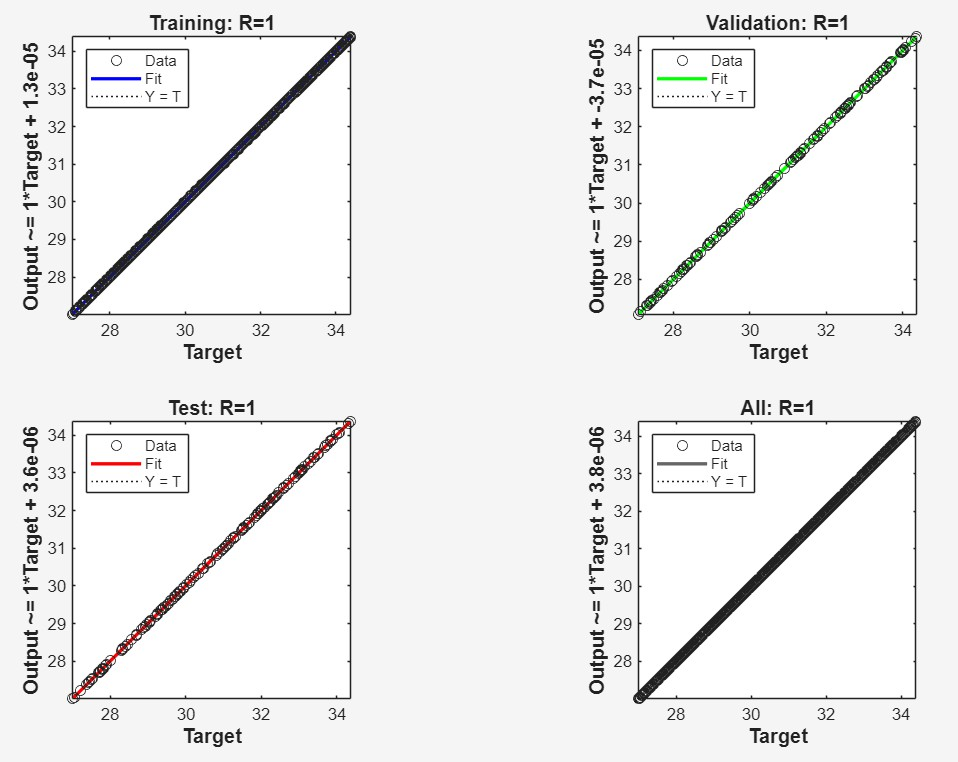 Training: R=1
Output ~= 1*Target + 1.3e-05
34
33
32
31
30
29
28
Data
Fit
Y = T
28
30
32
34
Target
Validation: R=1
Output ~= 1*Target + -3.7e-05
34
33
32
31
30
29
28
Data
Fit
Y = T
28
30
32
34
Target
Test: R=1
Output ~= 1*Target + 3.6e-06
34
33
32
31
30
29
28
Data
Fit
Y = T
28
30
32
34
Target
All: R=1
Output ~= 1*Target + 3.8e-06
34
33
32
31
30
29
28
Data
Fit
Y = T
28
30
32
34
Target